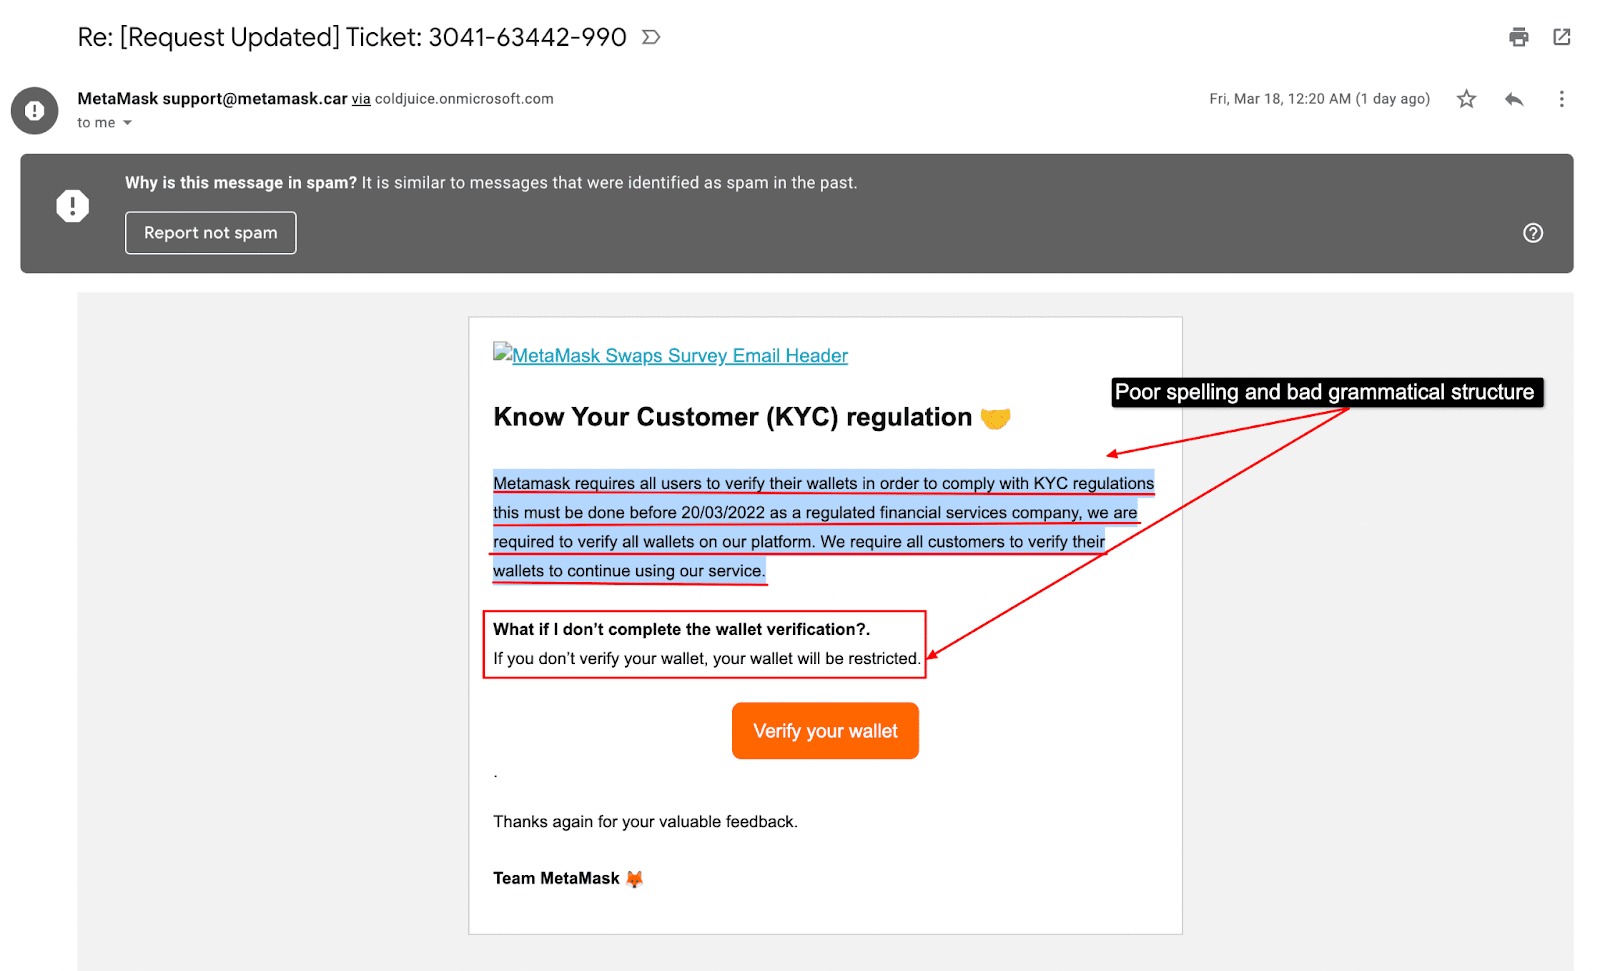 Re: [Request Updated] Ticket: 3041-63442-990
MetaMask support@metamask.car via coldjuice.onmicrosoft.com
Fri, Mar 18, 12:20 AM (1 day ago)
to me
Why is this message in spam? It is similar to messages that were identified as spam in the past.
Report not spam
MetaMask Swaps Survey Email Header
Poor spelling and bad grammatical structure
Know Your Customer (KYC) regulation 🤝
Metamask requires all users to verify their wallets in order to comply with KYC regulations
this must be done before 20/03/2022 as a regulated financial services company, we are
required to verify all wallets on our platform. We require all customers to verify their
wallets to continue using our service.
What if I don’t complete the wallet verification?.
If you don’t verify your wallet, your wallet will be restricted.
Verify your wallet
.
Thanks again for your valuable feedback.
Team MetaMask 🦊